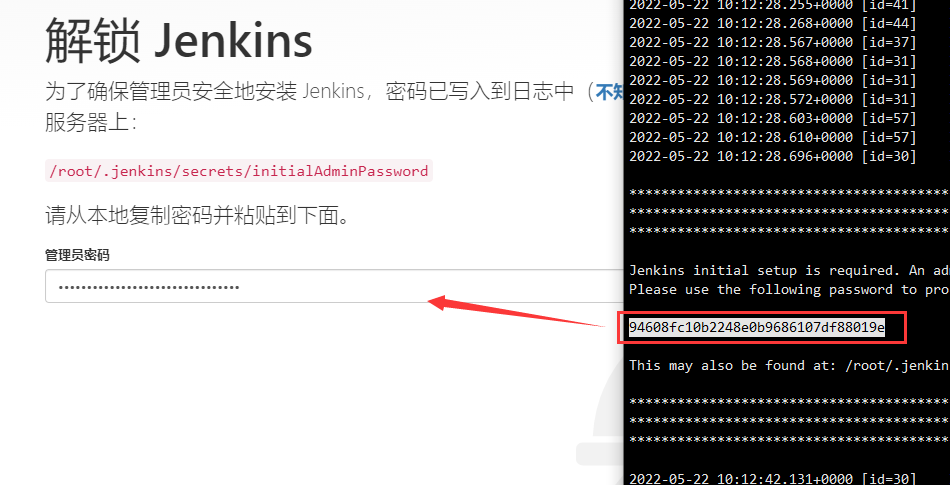 解锁 Jenkins
为了确保管理员安全地安装 Jenkins，密码已写入到日志中（不知
服务器上：
/root/.jenkins/secrets/initialAdminPassword
请从本地复制密码并粘贴到下面。
管理员密码
••••••••••••••••••••••••••••••••
2022-05-22 10:12:28.255+0000 [id=41]
2022-05-22 10:12:28.268+0000 [id=44]
2022-05-22 10:12:28.567+0000 [id=37]
2022-05-22 10:12:28.568+0000 [id=31]
2022-05-22 10:12:28.569+0000 [id=31]
2022-05-22 10:12:28.572+0000 [id=31]
2022-05-22 10:12:28.603+0000 [id=57]
2022-05-22 10:12:28.610+0000 [id=57]
2022-05-22 10:12:28.696+0000 [id=30]
****************************************
****************************************
****************************************
Jenkins initial setup is required. An ad
Please use the following password to pro
94608fc10b2248e0b9686107df88019e
This may also be found at: /root/.jenkin
****************************************
****************************************
****************************************
2022-05-22 10:12:42.131+0000 [id=30]